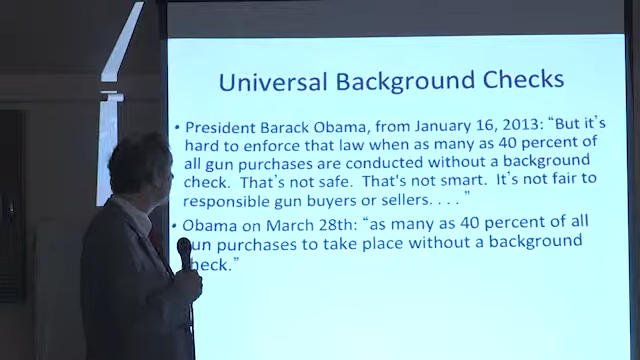 Universal Background Checks
• President Barack Obama, from January 16, 2013: “But it’s
hard to enforce that law when as many as 40 percent of
all gun purchases are conducted without a background
check. That’s not safe. That's not smart. It’s not fair to
responsible gun buyers or sellers. . . . ”
• Obama on March 28th: “as many as 40 percent of all
gun purchases to take place without a background
check.”